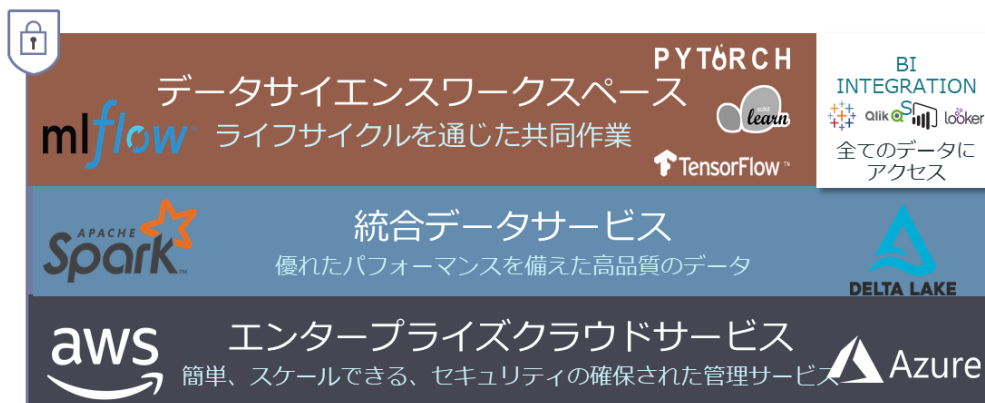 PYTORCH
データサイエンスワークスペース
mlflow
ライフサイクルを通じた共同作業
learn
TensorFlow™
BI
INTEGRATION
Qlik
looker
全てのデータに
アクセス
APACHE
Spark™
統合データサービス
優れたパフォーマンスを備えた高品質のデータ
DELTA LAKE
aws
エンタープライズクラウドサービス
簡単、スケールできる、セキュリティの確保された管理サービス
Azure